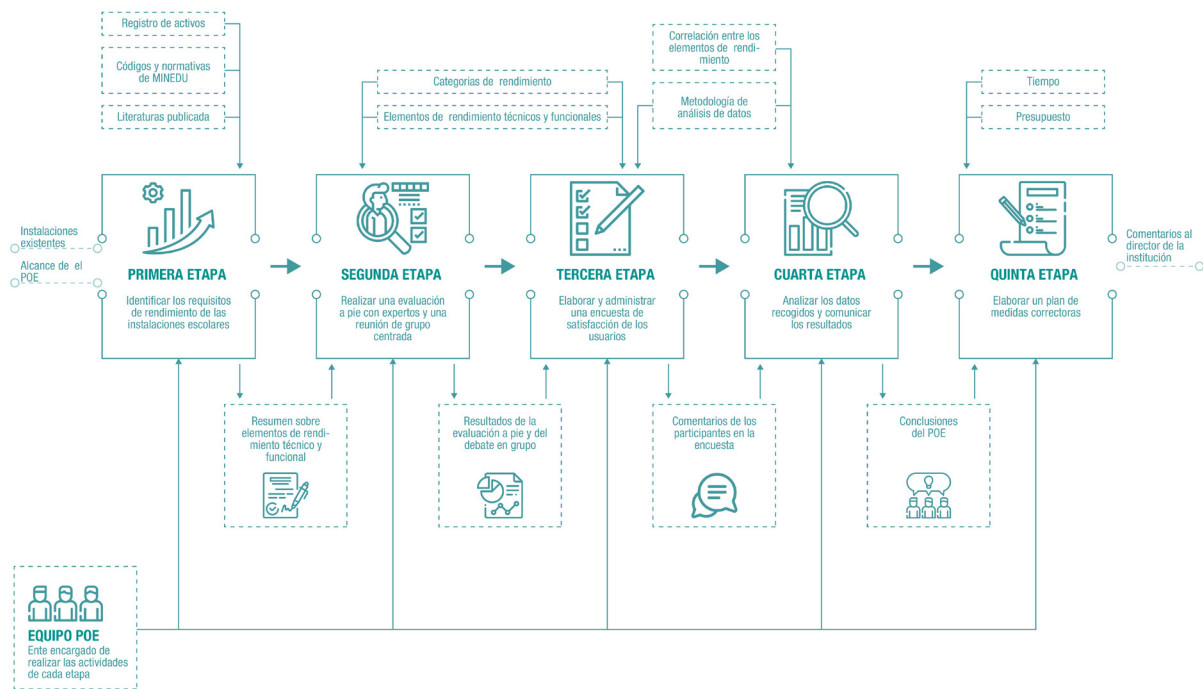 Registro de activos
Códigos y normativas
de MINEDU
Literaturas publicada
Categorias de rendimiento
Elementos de rendimiento técnicos y funcionales
Correlación entre los
elementos de rendi-
miento
Metodología de
análisis de datos
Tiempo
Presupuesto
Instalaciones
existentes
Alcance de el
POE
PRIMERA ETAPA
Identificar los requisitos
de rendimiento de las
instalaciones escolares
SEGUNDA ETAPA
Realizar una evaluación
a pie con expertos y una
reunión de grupo
centrada
TERCERA ETAPA
Elaborar y administrar
una encuesta de
satisfacción de los
usuarios
CUARTA ETAPA
Analizar los datos
recogidos y comunicar
los resultados
QUINTA ETAPA
Elaborar un plan de
medidas correctoras
Comentarios al
director de la
institución
Resumen sobre
elementos de rendi-
miento técnico y
funcional
Resultados de la
evaluación a pie y del
debate en grupo
Comentarios de los
participantes en la
encuesta
Conclusiones
del POE
EQUIPO POE
Ente encargado de
realizar las actividades
de cada etapa